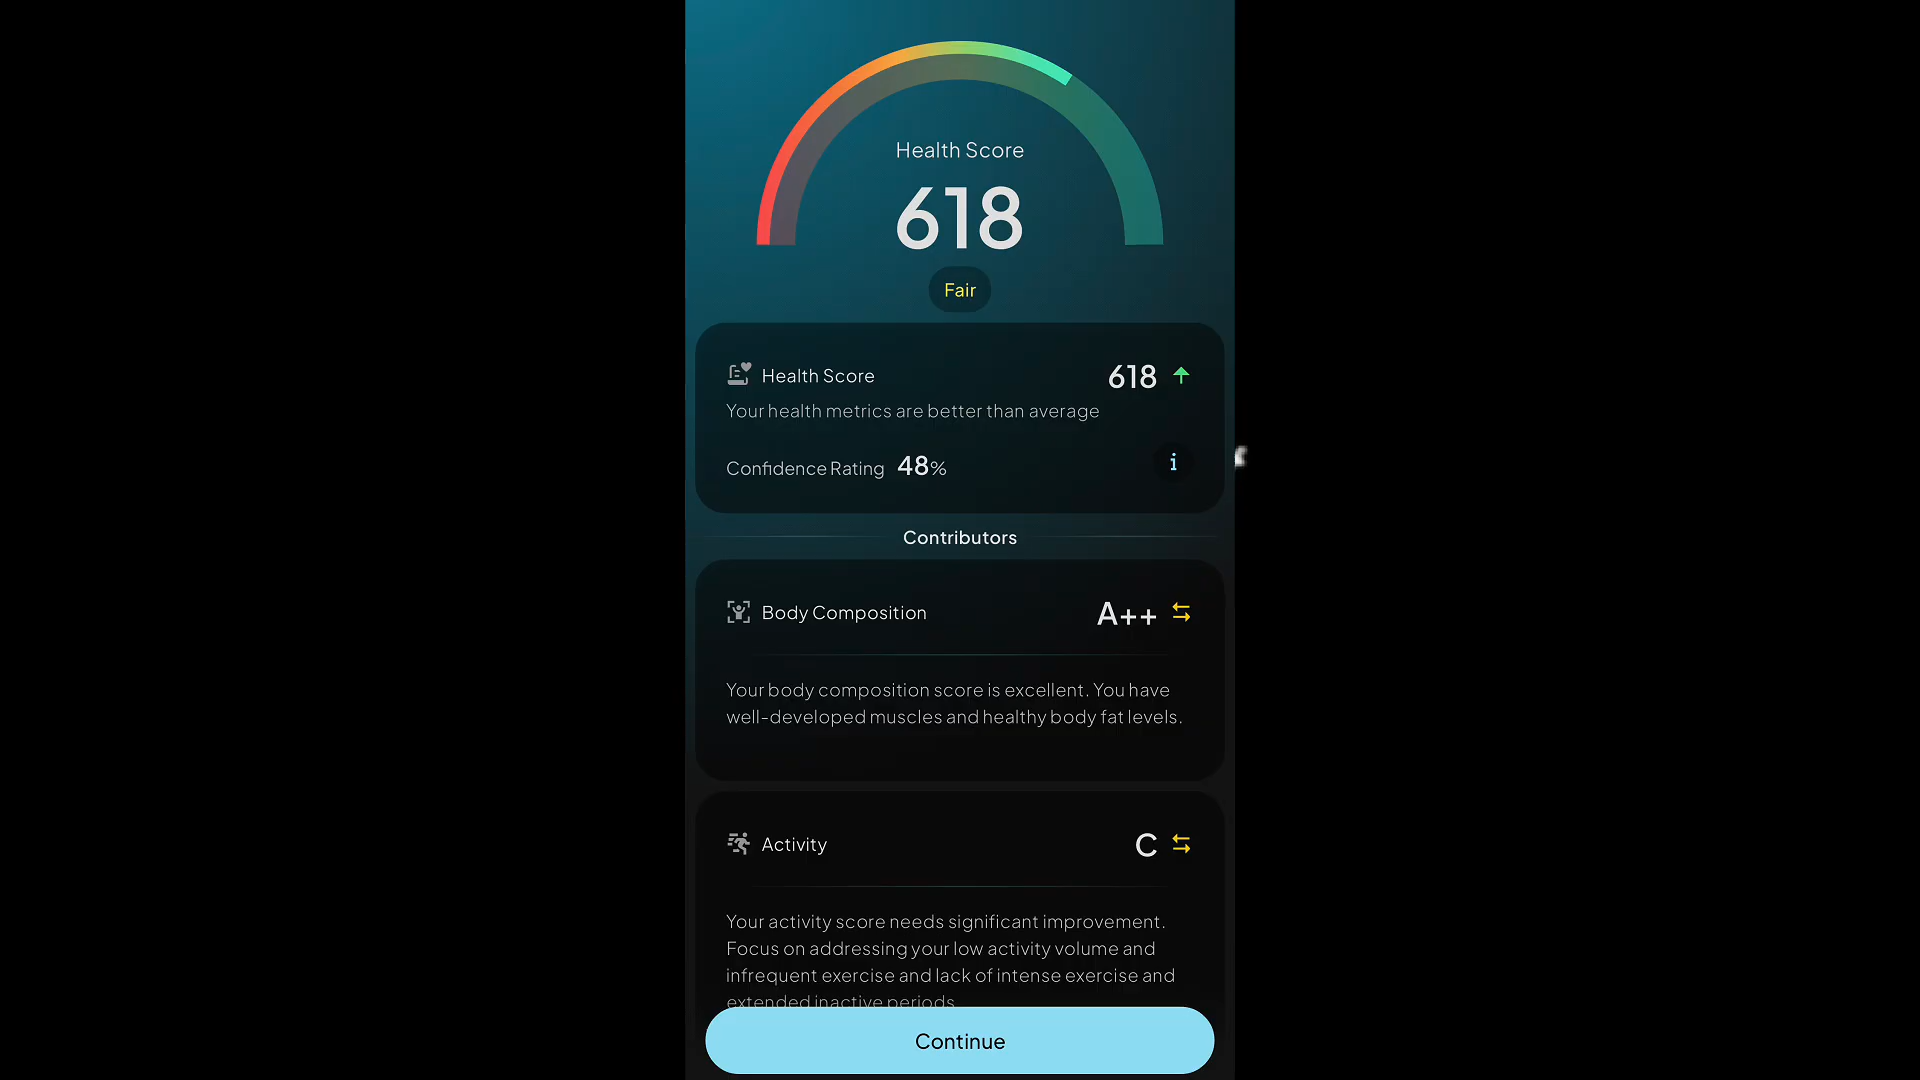 Health Score
618
Fair
Health Score 618
Your health metrics are better than average
Confidence Rating 48%
i
Contributors
Body Composition A++
Your body composition score is excellent. You have
well-developed muscles and healthy body fat levels.
Activity C
Your activity score needs significant improvement.
Focus on addressing your low activity volume and
infrequent exercise and lack of intense exercise and
extended inactive periods
Continue